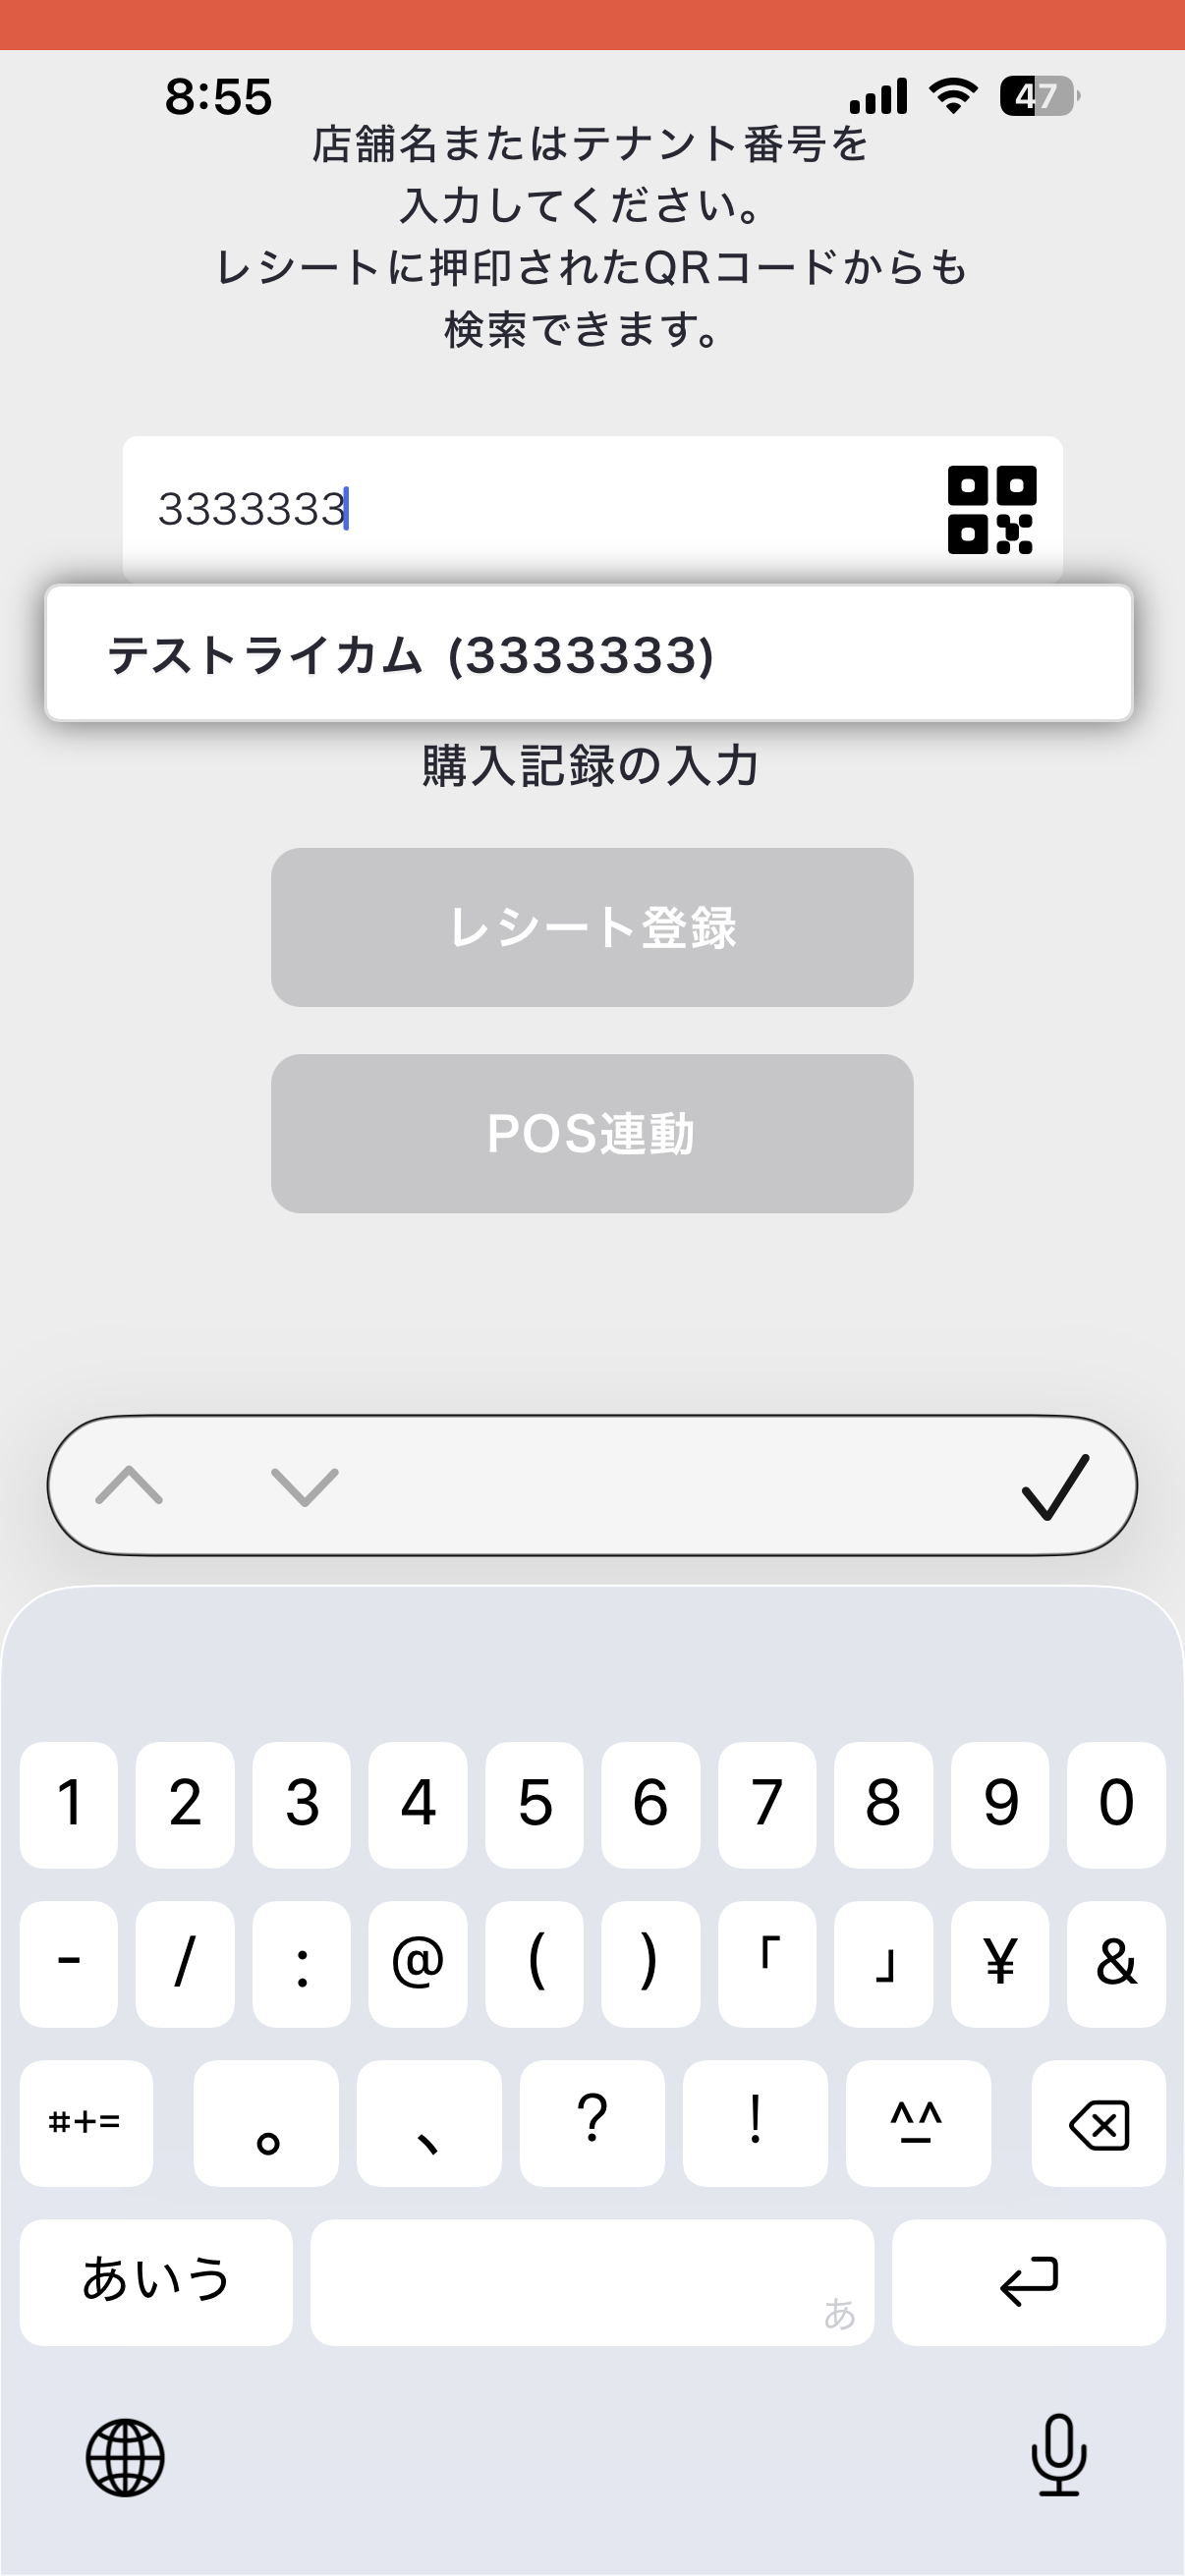 8:55
47
店舗名またはテナント番号を
入力してください。
レシートに押印されたQRコードからも
検索できます。
3333333
テストライカム (3333333)
購入記録の入力
レシート登録
POS連動
1 2 3 4 5 6 7 8 9 0
- / : @ ( ) 「 」 ¥ &
#+= 。 、 ? ! ^_^
あいう あ